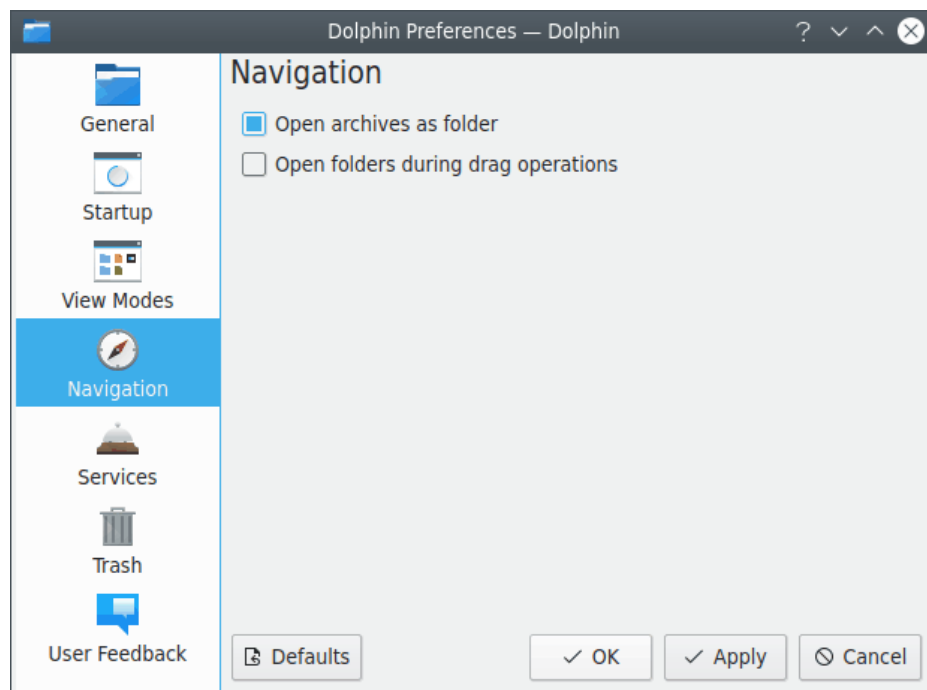 Dolphin Preferences — Dolphin
General
Startup
View Modes
Navigation
Services
Trash
User Feedback
Navigation
Open archives as folder
Open folders during drag operations
Defaults
OK
Apply
Cancel